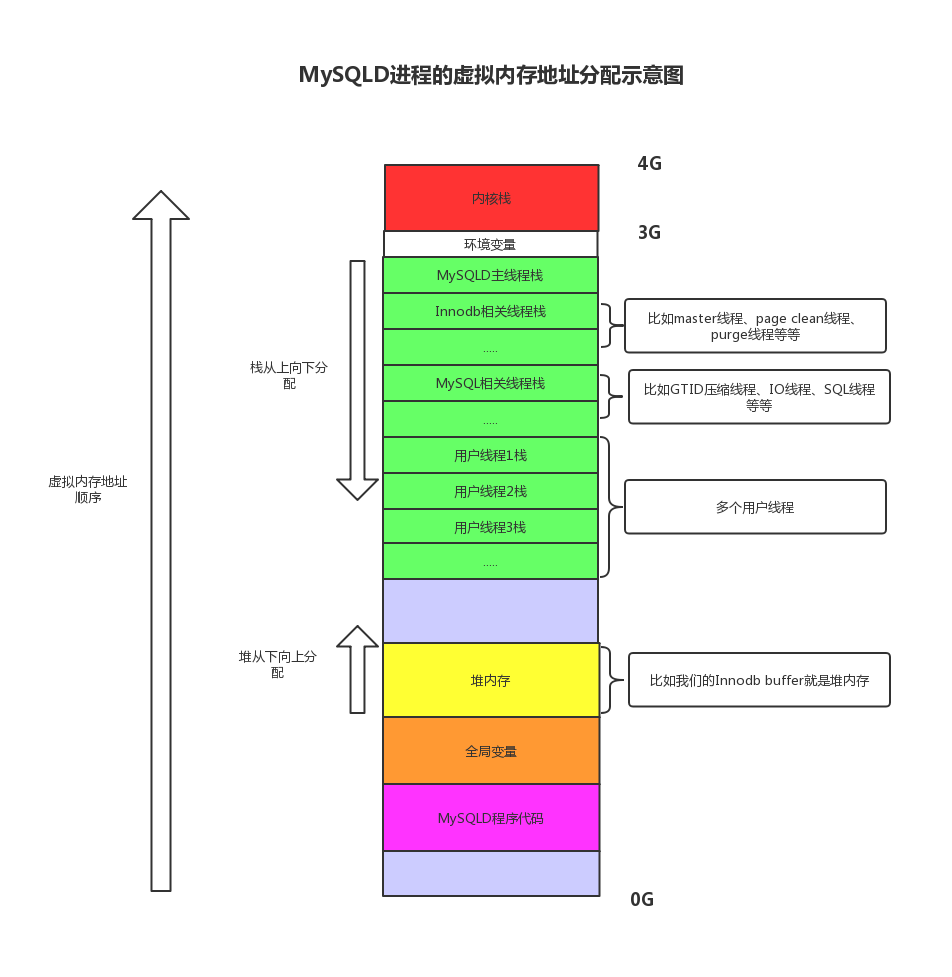 MySQLD进程的虚拟内存地址分配示意图
4G
内核栈
3G
环境变量
MySQLD主线程栈
Innodb相关线程栈
.....
比如master线程、page clean线程、
purge线程等等
栈从上向下分
配
MySQL相关线程栈
.....
比如GTID压缩线程、IO线程、SQL线程
等等
用户线程1栈
用户线程2栈
用户线程3栈
.....
多个用户线程
虚拟内存地址
顺序
堆从下向上分
配
堆内存
比如我们的Innodb buffer就是堆内存
全局变量
MySQLD程序代码
0G